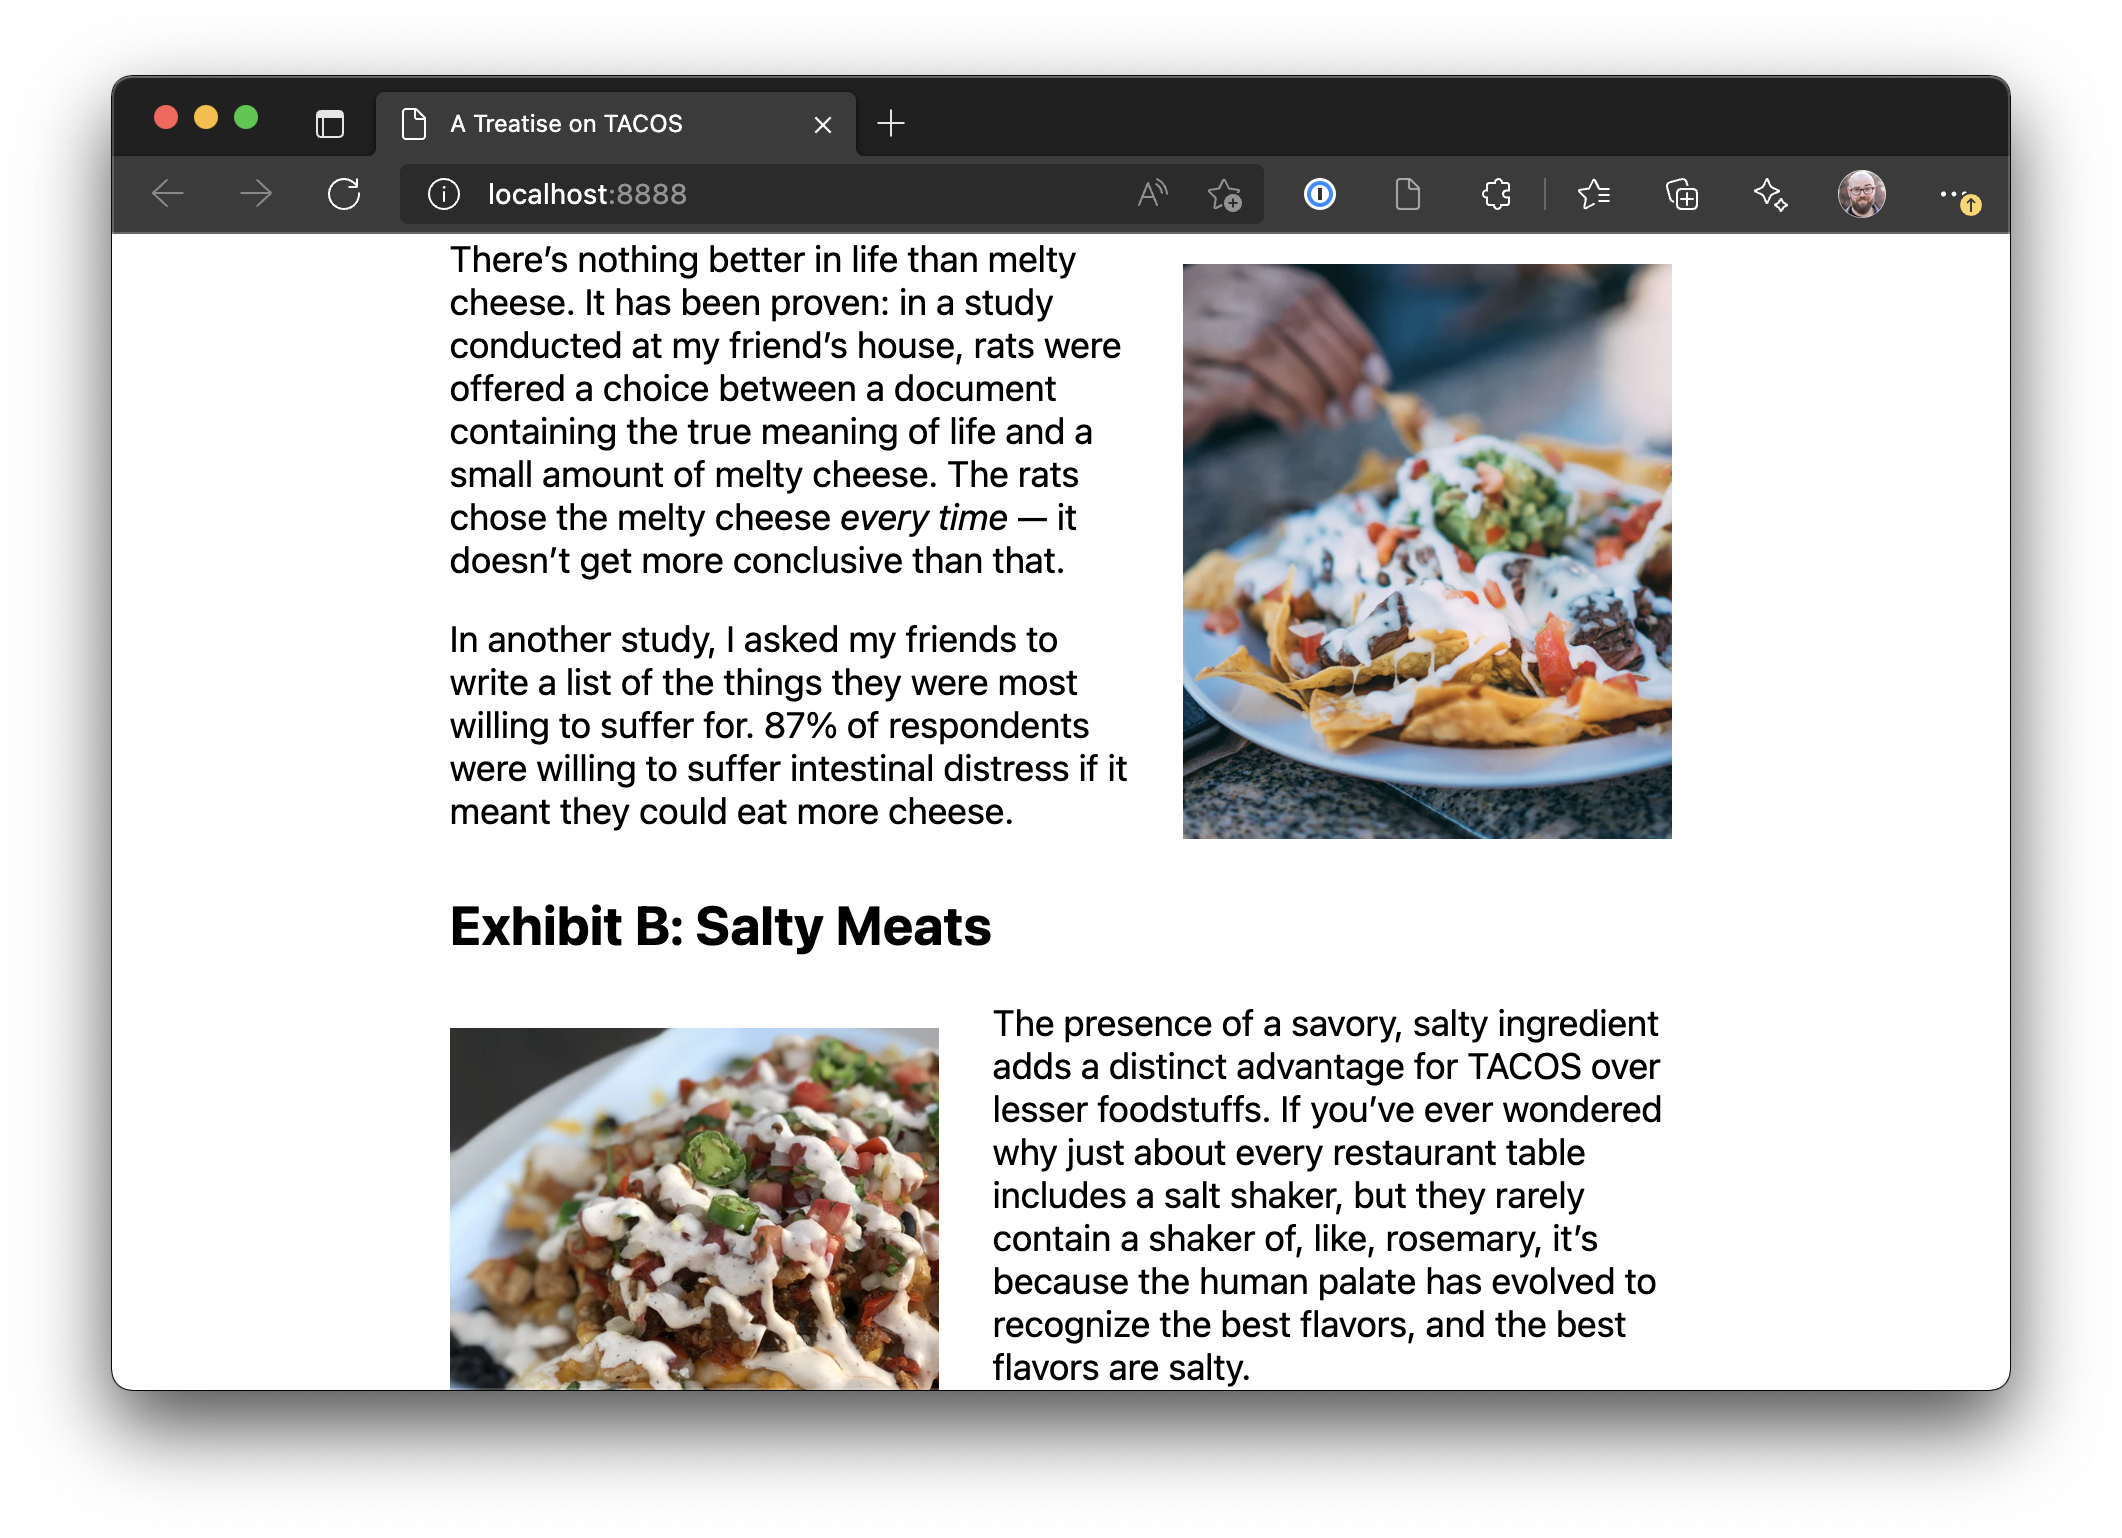 A Treatise on TACOS
localhost:8888
There’s nothing better in life than melty
cheese. It has been proven: in a study
conducted at my friend’s house, rats were
offered a choice between a document
containing the true meaning of life and a
small amount of melty cheese. The rats
chose the melty cheese every time — it
doesn’t get more conclusive than that.
In another study, I asked my friends to
write a list of the things they were most
willing to suffer for. 87% of respondents
were willing to suffer intestinal distress if it
meant they could eat more cheese.
Exhibit B: Salty Meats
The presence of a savory, salty ingredient
adds a distinct advantage for TACOS over
lesser foodstuffs. If you’ve ever wondered
why just about every restaurant table
includes a salt shaker, but they rarely
contain a shaker of, like, rosemary, it’s
because the human palate has evolved to
recognize the best flavors, and the best
flavors are salty.